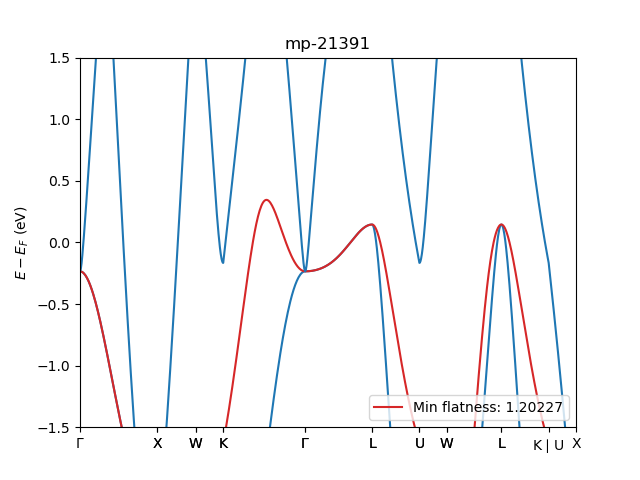 mp-21391
1.5
1.0
0.5
0.0
−0.5
−1.0
−1.5
E − E_F (eV)
Min flatness: 1.20227
Γ X W K Γ L U W L K | U X